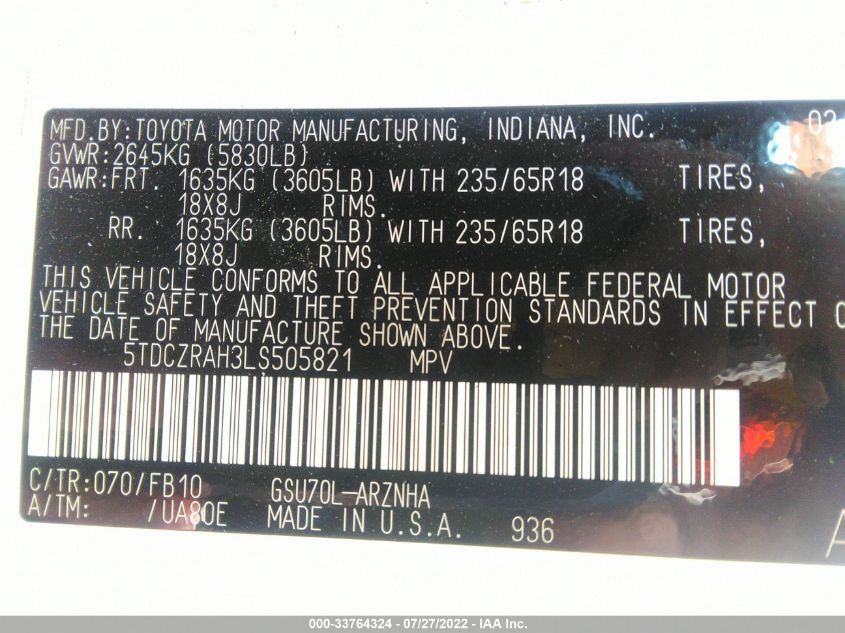 MFD.BY:TOYOTA MOTOR MANUFACTURING, INDIANA, INC. 02
GVWR:2645KG (5830LB)
GAWR:FRT. 1635KG (3605LB) WITH 235/65R18 TIRES,
18X8J RIMS.
RR. 1635KG (3605LB) WITH 235/65R18 TIRES,
18X8J RIMS.
THIS VEHICLE CONFORMS TO ALL APPLICABLE FEDERAL MOTOR
VEHICLE SAFETY AND THEFT PREVENTION STANDARDS IN EFFECT O
THE DATE OF MANUFACTURE SHOWN ABOVE.
5TDCZRAH3LS505821 MPV
C/TR:070/FB10 GSU70L-ARZNHA
A/TM: /UA80E MADE IN U.S.A. 936 A
000-33764324 - 07/27/2022 - IAA Inc.